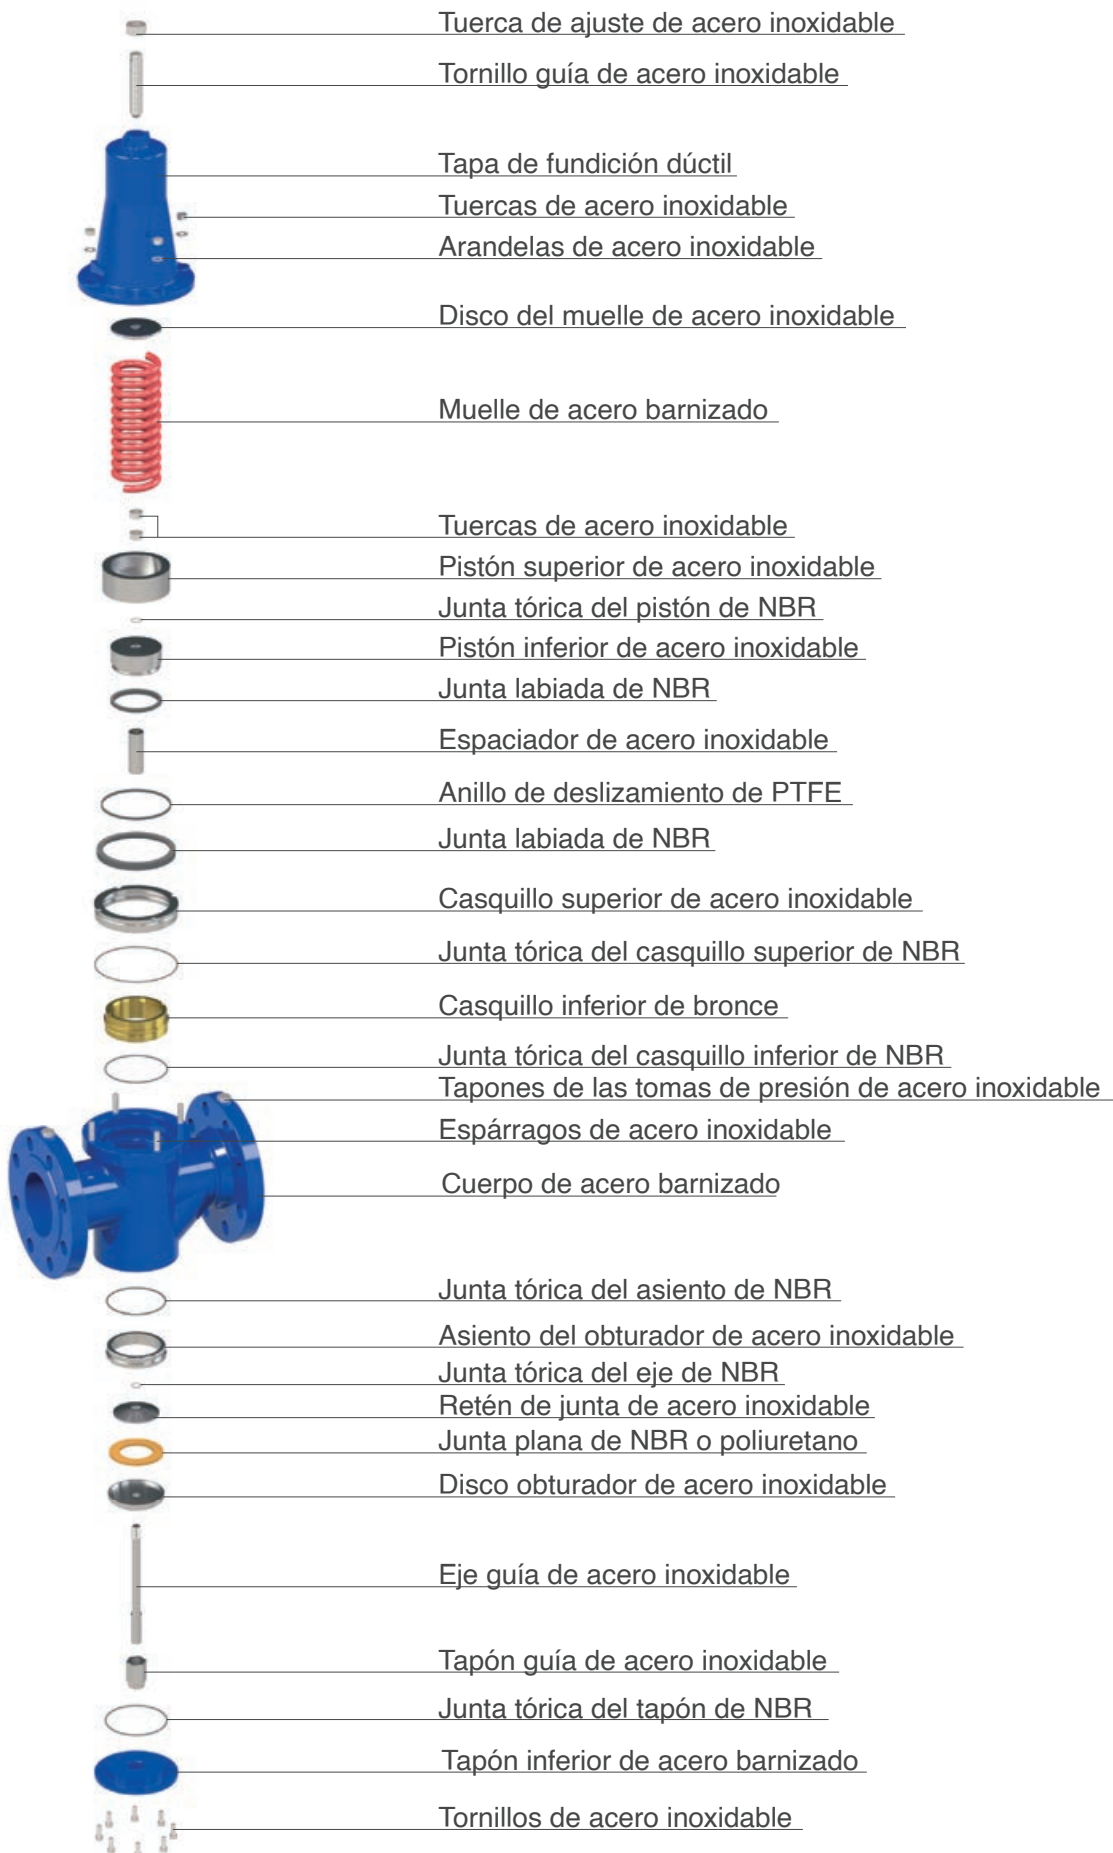 Tuerca de ajuste de acero inoxidable
Tornillo guía de acero inoxidable
Tapa de fundición dúctil
Tuercas de acero inoxidable
Arandelas de acero inoxidable
Disco del muelle de acero inoxidable
Muelle de acero barnizado
Tuercas de acero inoxidable
Pistón superior de acero inoxidable
Junta tórica del pistón de NBR
Pistón inferior de acero inoxidable
Junta labiada de NBR
Espaciador de acero inoxidable
Anillo de deslizamiento de PTFE
Junta labiada de NBR
Casquillo superior de acero inoxidable
Junta tórica del casquillo superior de NBR
Casquillo inferior de bronce
Junta tórica del casquillo inferior de NBR
Tapones de las tomas de presión de acero inoxidable
Espárragos de acero inoxidable
Cuerpo de acero barnizado
Junta tórica del asiento de NBR
Asiento del obturador de acero inoxidable
Junta tórica del eje de NBR
Retén de junta de acero inoxidable
Junta plana de NBR o poliuretano
Disco obturador de acero inoxidable
Eje guía de acero inoxidable
Tapón guía de acero inoxidable
Junta tórica del tapón de NBR
Tapón inferior de acero barnizado
Tornillos de acero inoxidable